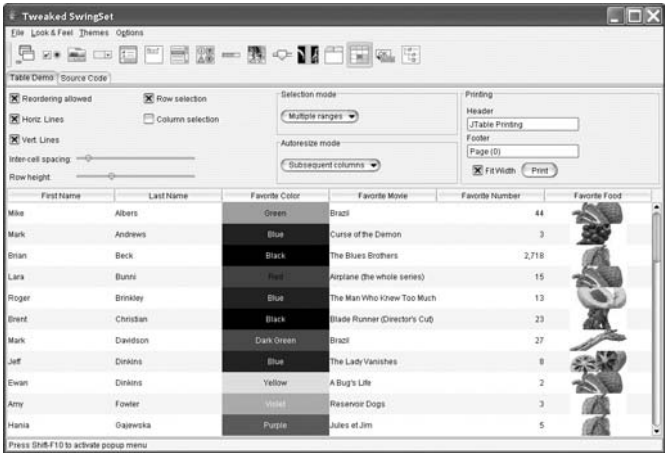 Tweaked SwingSet
File Look & Feel Themes Options
Table Demo Source Code
Reordering allowed Row selection
Horiz. Lines Column selection
Vert. Lines
Inter-cell spacing:
Row height:
Selection mode
Multiple ranges
Autoresize mode
Subsequent columns
Printing
Header
JTable Printing
Footer
Page {0}
Fit Width Print
First Name Last Name Favorite Color Favorite Movie Favorite Number Favorite Food
Mike Albers Green Brazil 44
Mark Andrews Blue Curse of the Demon 3
Brian Beck Black The Blues Brothers 2,718
Lara Bunni Red Airplane (the whole series) 15
Roger Brinkley Blue The Man Who Knew Too Much 13
Brent Christian Black Blade Runner (Director's Cut) 23
Mark Davidson Dark Green Brazil 27
Jeff Dinkins Blue The Lady Vanishes 8
Ewan Dinkins Yellow A Bug's Life 2
Amy Fowler Violet Reservoir Dogs 3
Hania Gajewska Purple Jules et Jim 5
Press Shift-F10 to activate popup menu